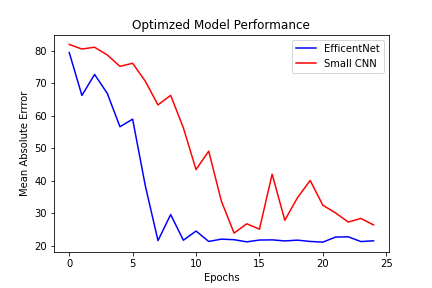 Optimzed Model Performance
EfficentNet
Small CNN
80
70
60
50
40
30
20
Mean Absolute Errror
0 5 10 15 20 25
Epochs